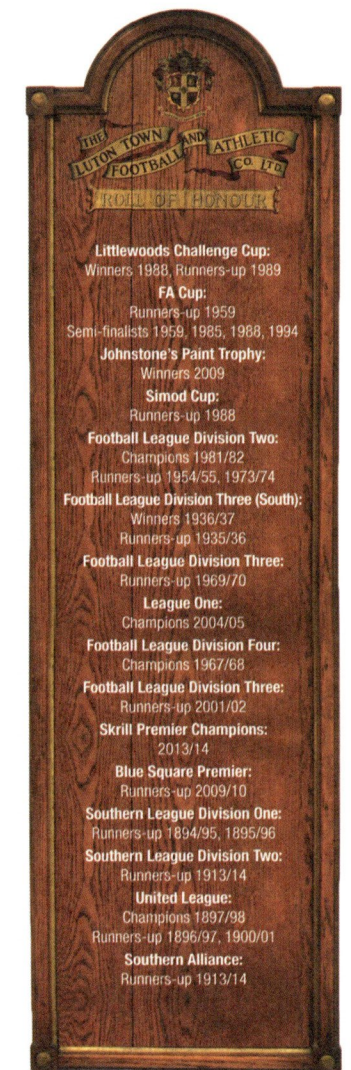 THE LUTON TOWN FOOTBALL AND ATHLETIC CO. LTD.
ROLL OF HONOUR
Littlewoods Challenge Cup:
Winners 1988, Runners-up 1989
FA Cup:
Runners-up 1959
Semi-finalists 1959, 1985, 1988, 1994
Johnstone's Paint Trophy:
Winners 2009
Simod Cup:
Runners-up 1988
Football League Division Two:
Champions 1981/82
Runners-up 1954/55, 1973/74
Football League Division Three (South):
Winners 1936/37
Runners-up 1935/36
Football League Division Three:
Runners-up 1969/70
League One:
Champions 2004/05
Football League Division Four:
Champions 1967/68
Football League Division Three:
Runners-up 2001/02
Skrill Premier Champions:
2013/14
Blue Square Premier:
Runners-up 2009/10
Southern League Division One:
Runners-up 1894/95, 1895/96
Southern League Division Two:
Runners-up 1913/14
United League:
Champions 1897/98
Runners-up 1896/97, 1900/01
Southern Alliance:
Runners-up 1913/14